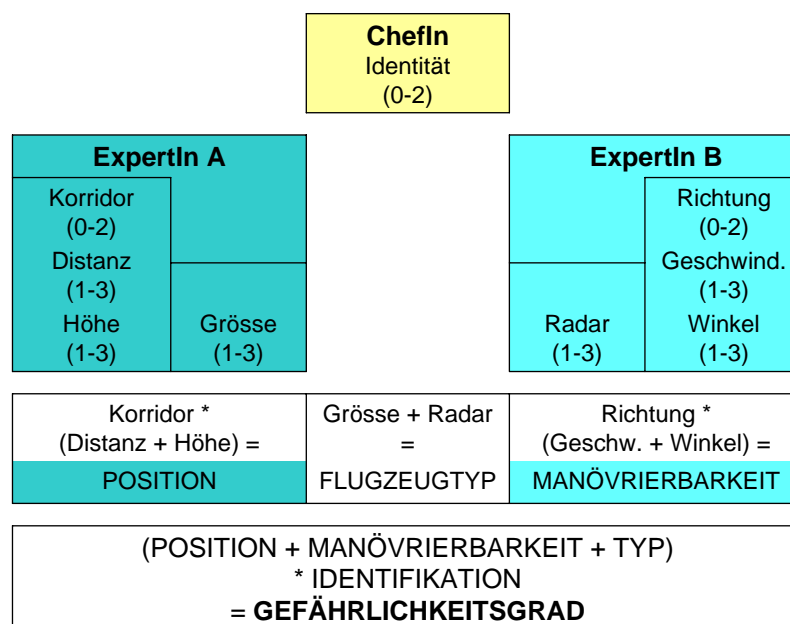 ChefIn
Identität
(0-2)
ExpertIn A
Korridor
(0-2)
Distanz
(1-3)
Höhe
(1-3)
Grösse
(1-3)
ExpertIn B
Radar
(1-3)
Richtung
(0-2)
Geschwind.
(1-3)
Winkel
(1-3)
Korridor *
(Distanz + Höhe) =
POSITION
Grösse + Radar
=
FLUGZEUGTYP
Richtung *
(Geschw. + Winkel) =
MANÖVRIERBARKEIT
(POSITION + MANÖVRIERBARKEIT + TYP)
* IDENTIFIKATION
= GEFÄHRLICHKEITSGRAD